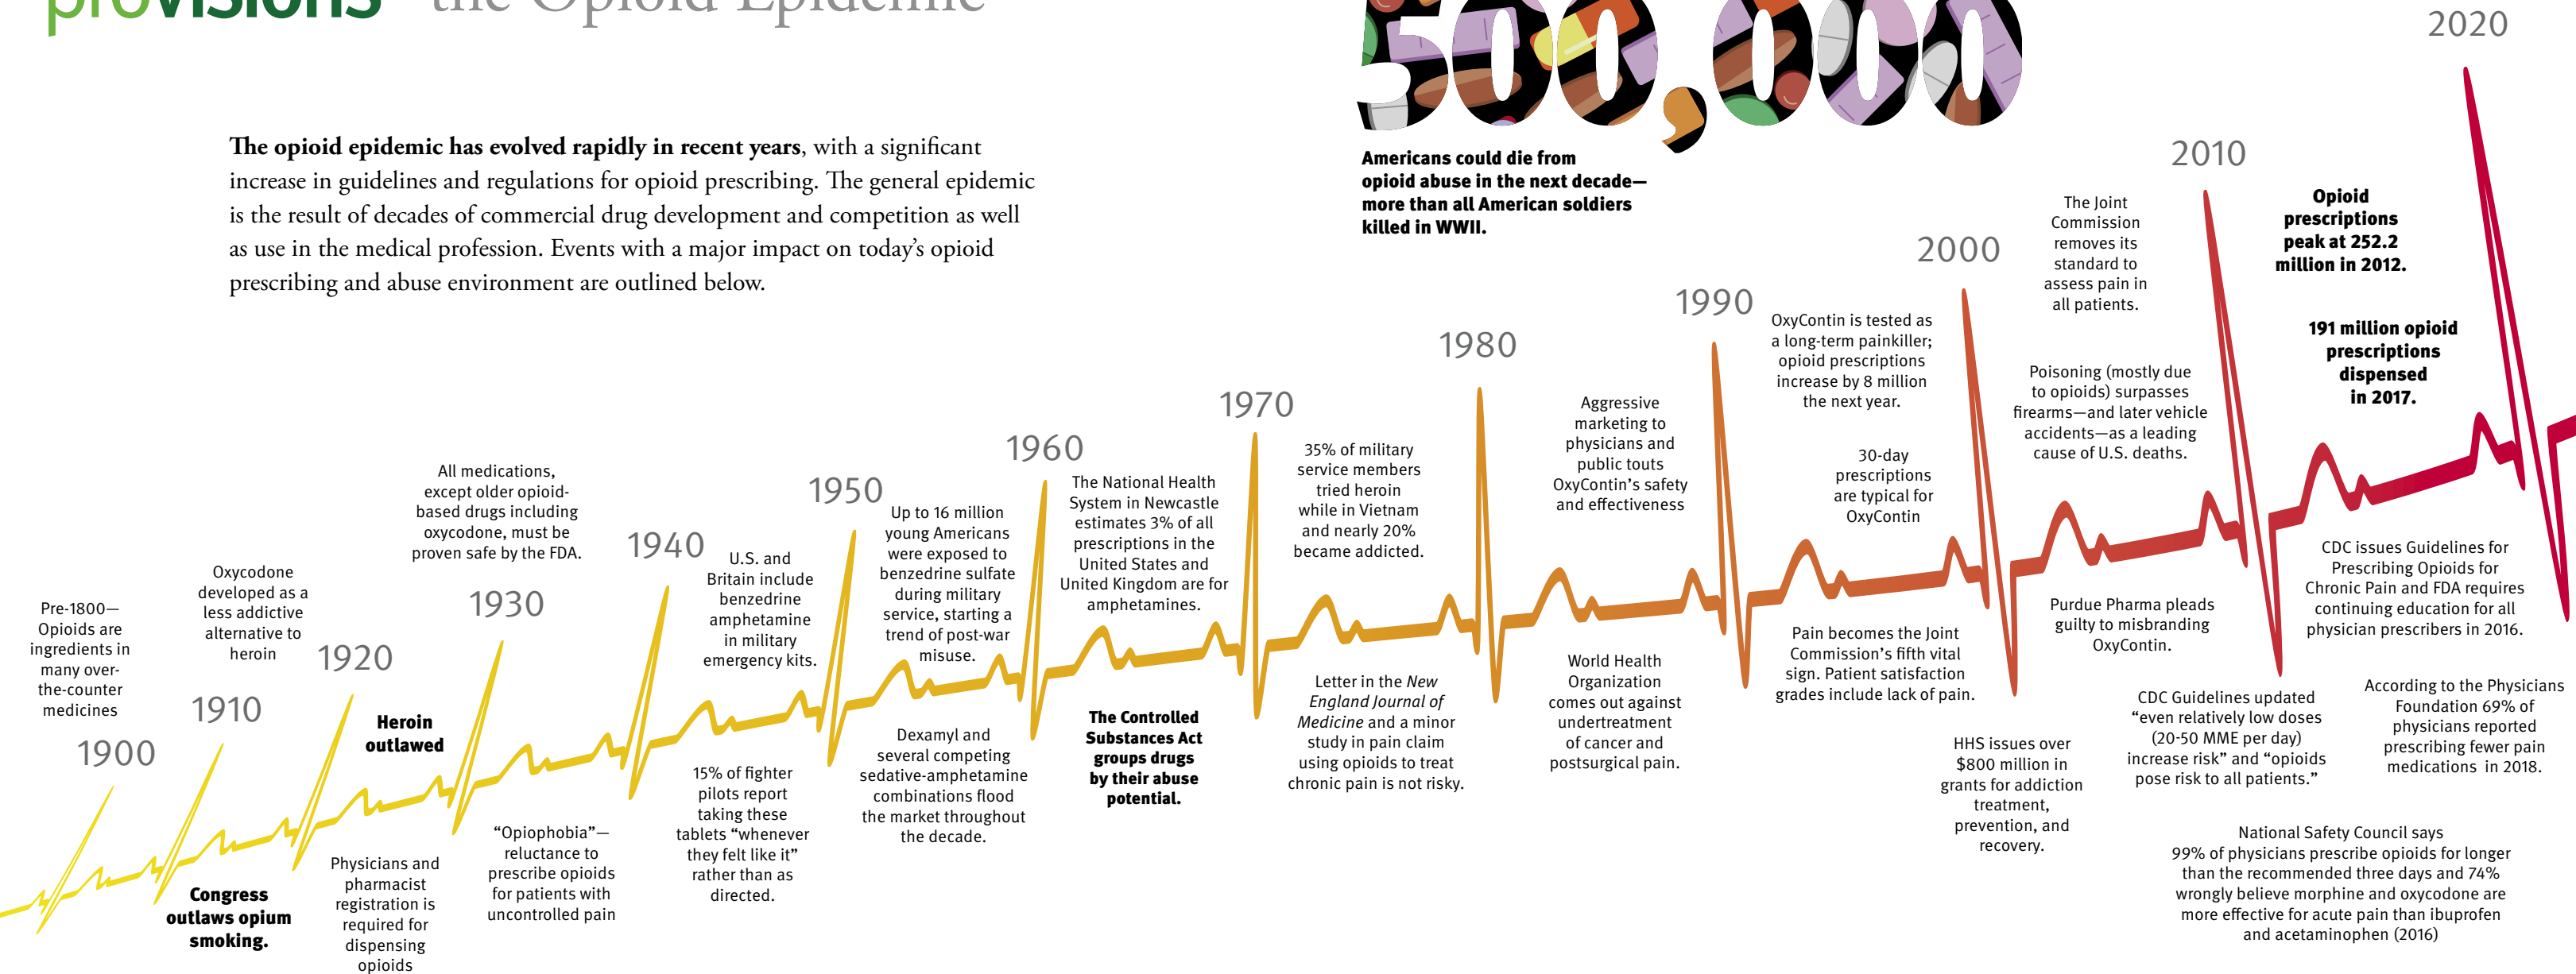 provisions the Opioid Epidemic
500,000
Americans could die from
opioid abuse in the next decade—
more than all American soldiers
killed in WWII.
The opioid epidemic has evolved rapidly in recent years, with a significant
increase in guidelines and regulations for opioid prescribing. The general epidemic
is the result of decades of commercial drug development and competition as well
as use in the medical profession. Events with a major impact on today's opioid
prescribing and abuse environment are outlined below.
Pre-1800—
Opioids are
ingredients in
many over-
the-counter
medicines
1900
1910
Congress
outlaws opium
smoking.
Oxycodone
developed as a
less addictive
alternative to
heroin
1920
Heroin
outlawed
Physicians and
pharmacist
registration is
required for
dispensing
opioids
All medications,
except older opioid-
based drugs including
oxycodone, must be
proven safe by the FDA.
1930
"Opiophobia"—
reluctance to
prescribe opioids
for patients with
uncontrolled pain
1940
U.S. and
Britain include
benzedrine
amphetamine
in military
emergency kits.
15% of fighter
pilots report
taking these
tablets "whenever
they felt like it"
rather than as
directed.
1950
Up to 16 million
young Americans
were exposed to
benzedrine sulfate
during military
service, starting a
trend of post-war
misuse.
Dexamyl and
several competing
sedative-amphetamine
combinations flood
the market throughout
the decade.
1960
The National Health
System in Newcastle
estimates 3% of all
prescriptions in the
United States and
United Kingdom are for
amphetamines.
The Controlled
Substances Act
groups drugs
by their abuse
potential.
1970
35% of military
service members
tried heroin
while in Vietnam
and nearly 20%
became addicted.
Letter in the New
England Journal of
Medicine and a minor
study in pain claim
using opioids to treat
chronic pain is not risky.
1980
Aggressive
marketing to
physicians and
public touts
OxyContin's safety
and effectiveness
World Health
Organization
comes out against
undertreatment
of cancer and
postsurgical pain.
1990
OxyContin is tested as
a long-term painkiller;
opioid prescriptions
increase by 8 million
the next year.
30-day
prescriptions
are typical for
OxyContin
Pain becomes the Joint
Commission's fifth vital
sign. Patient satisfaction
grades include lack of pain.
2000
The Joint
Commission
removes its
standard to
assess pain in
all patients.
Poisoning (mostly due
to opioids) surpasses
firearms—and later vehicle
accidents—as a leading
cause of U.S. deaths.
Purdue Pharma pleads
guilty to misbranding
OxyContin.
HHS issues over
$800 million in
grants for addiction
treatment,
prevention, and
recovery.
2010
Opioid
prescriptions
peak at 252.2
million in 2012.
191 million opioid
prescriptions
dispensed
in 2017.
CDC issues Guidelines for
Prescribing Opioids for
Chronic Pain and FDA requires
continuing education for all
physician prescribers in 2016.
CDC Guidelines updated
"even relatively low doses
(20-50 MME per day)
increase risk" and "opioids
pose risk to all patients."
According to the Physicians
Foundation 69% of
physicians reported
prescribing fewer pain
medications in 2018.
National Safety Council says
99% of physicians prescribe opioids for longer
than the recommended three days and 74%
wrongly believe morphine and oxycodone are
more effective for acute pain than ibuprofen
and acetaminophen (2016)
2020